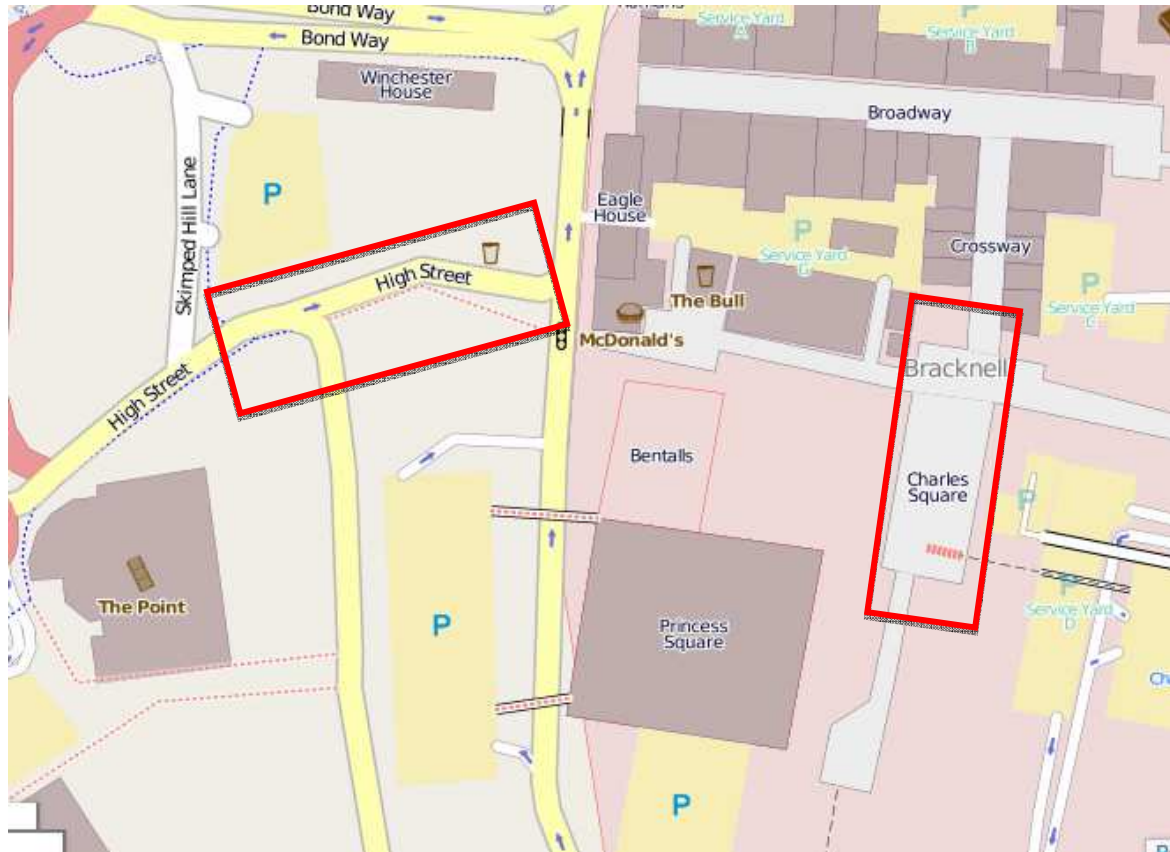 Bond Way
Bond Way
Service Yard
A
P
Service Yard
B
Winchester
House
Broadway
Skimped Hill Lane
P
Eagle
House
P
Service Yard
G
Crossway
P
Service Yard
C
High Street
The Bull
McDonald's
Bracknell
High Street
Bentalls
Charles
Square
P
The Point
P
Princess
Square
P
Service Yard
D
P